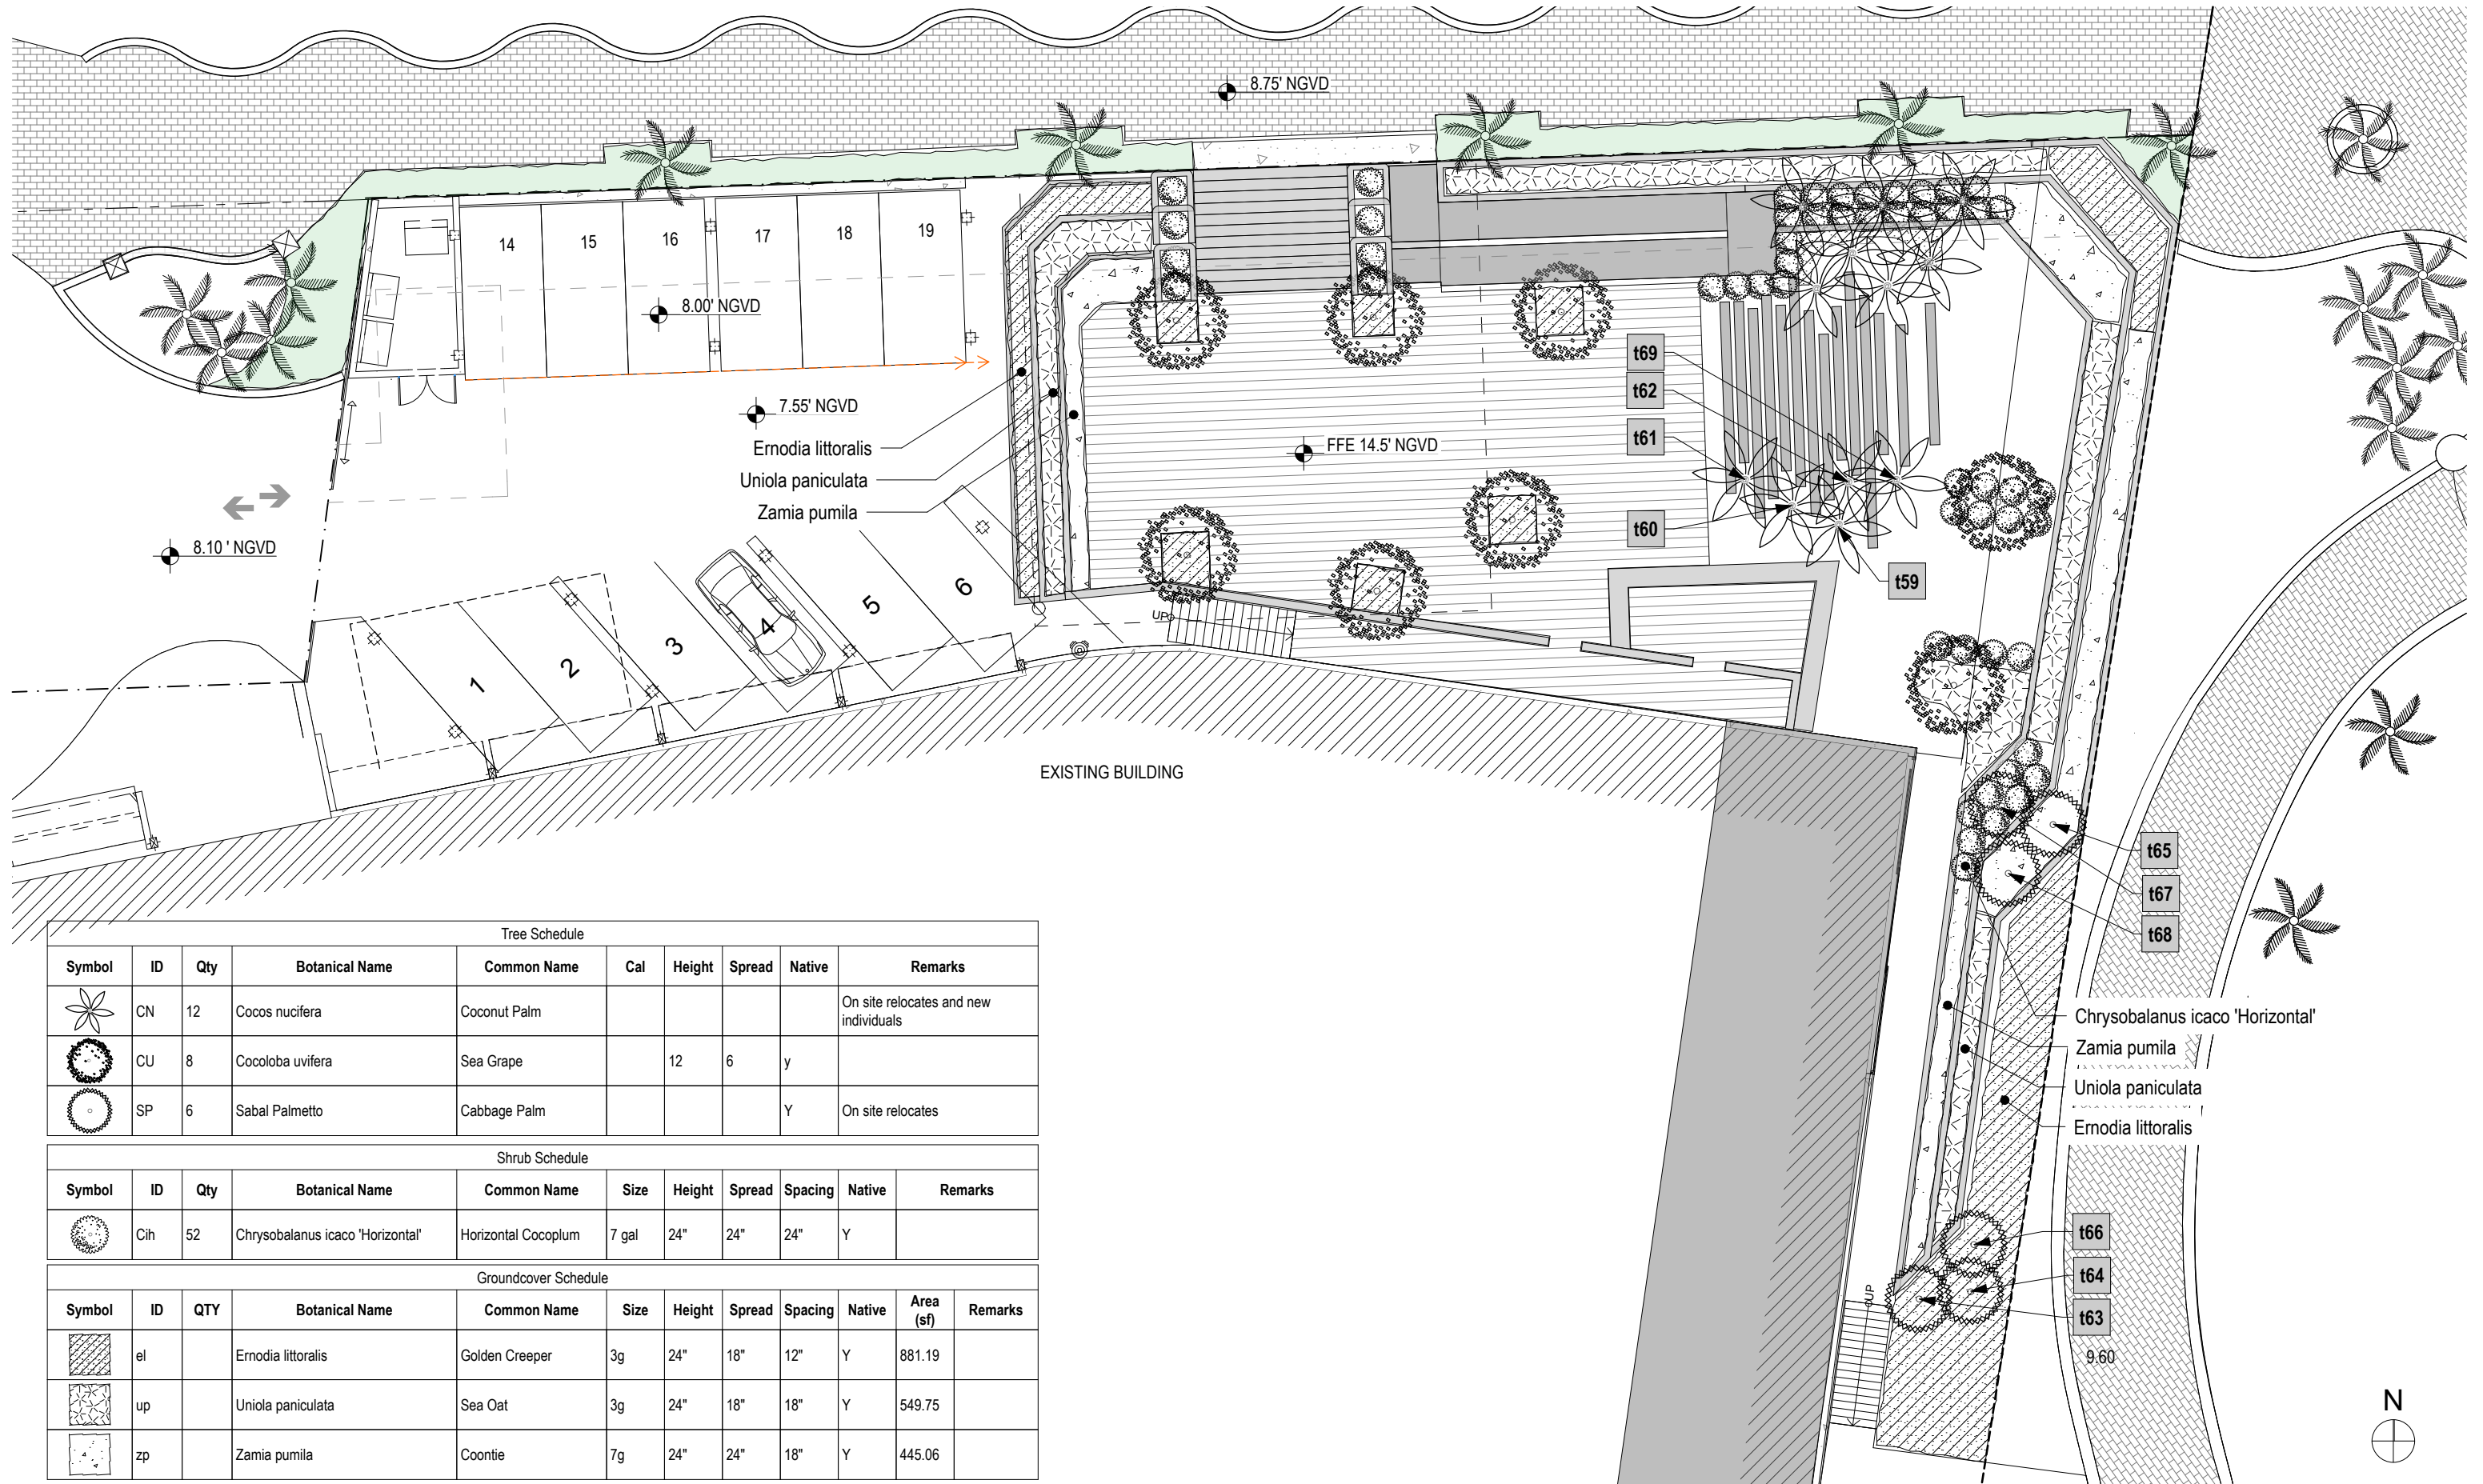 8.75' NGVD
14
15
16
17
18
19
8.00' NGVD
7.55' NGVD
Ernodia littoralis
Uniola paniculata
Zamia pumila
FFE 14.5' NGVD
t69
t62
t61
t60
t59
8.10 ' NGVD
1
2
3
4
5
6
UP
EXISTING BUILDING
t65
t67
t68
Chrysobalanus icaco 'Horizontal'
Zamia pumila
Uniola paniculata
Ernodia littoralis
t66
t64
t63
9.60
UP
N
Tree Schedule
Symbol ID Qty Botanical Name Common Name Cal Height Spread Native Remarks
CN 12 Cocos nucifera Coconut Palm On site relocates and new
individuals
CU 8 Cocoloba uvifera Sea Grape 12 6 y
SP 6 Sabal Palmetto Cabbage Palm Y On site relocates
Shrub Schedule
Symbol ID Qty Botanical Name Common Name Size Height Spread Spacing Native Remarks
Cih 52 Chrysobalanus icaco 'Horizontal' Horizontal Cocoplum 7 gal 24" 24" 24" Y
Groundcover Schedule
Symbol ID QTY Botanical Name Common Name Size Height Spread Spacing Native Area
(sf) Remarks
el Ernodia littoralis Golden Creeper 3g 24" 18" 12" Y 881.19
up Uniola paniculata Sea Oat 3g 24" 18" 18" Y 549.75
zp Zamia pumila Coontie 7g 24" 24" 18" Y 445.06